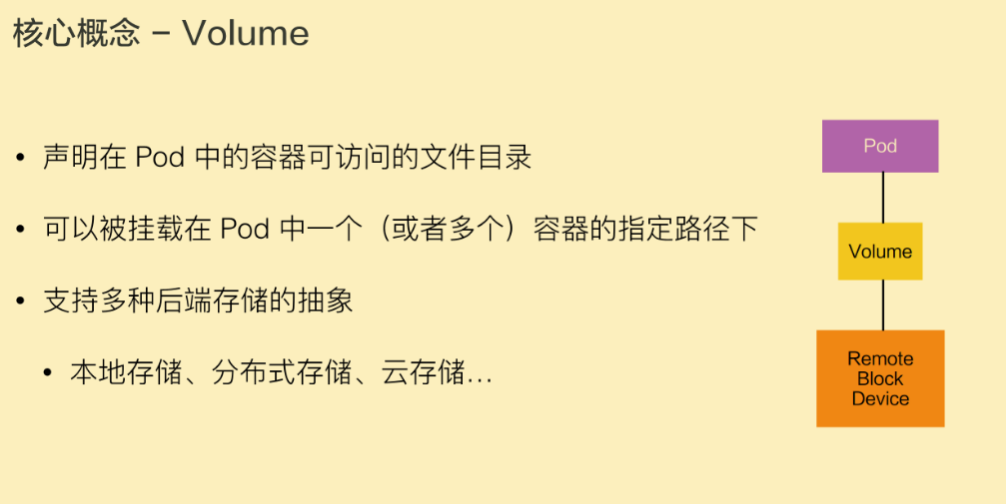 核心概念 – Volume
• 声明在 Pod 中的容器可访问的文件目录
• 可以被挂载在 Pod 中一个（或者多个）容器的指定路径下
• 支持多种后端存储的抽象
• 本地存储、分布式存储、云存储...
Pod
Volume
Remote
Block
Device